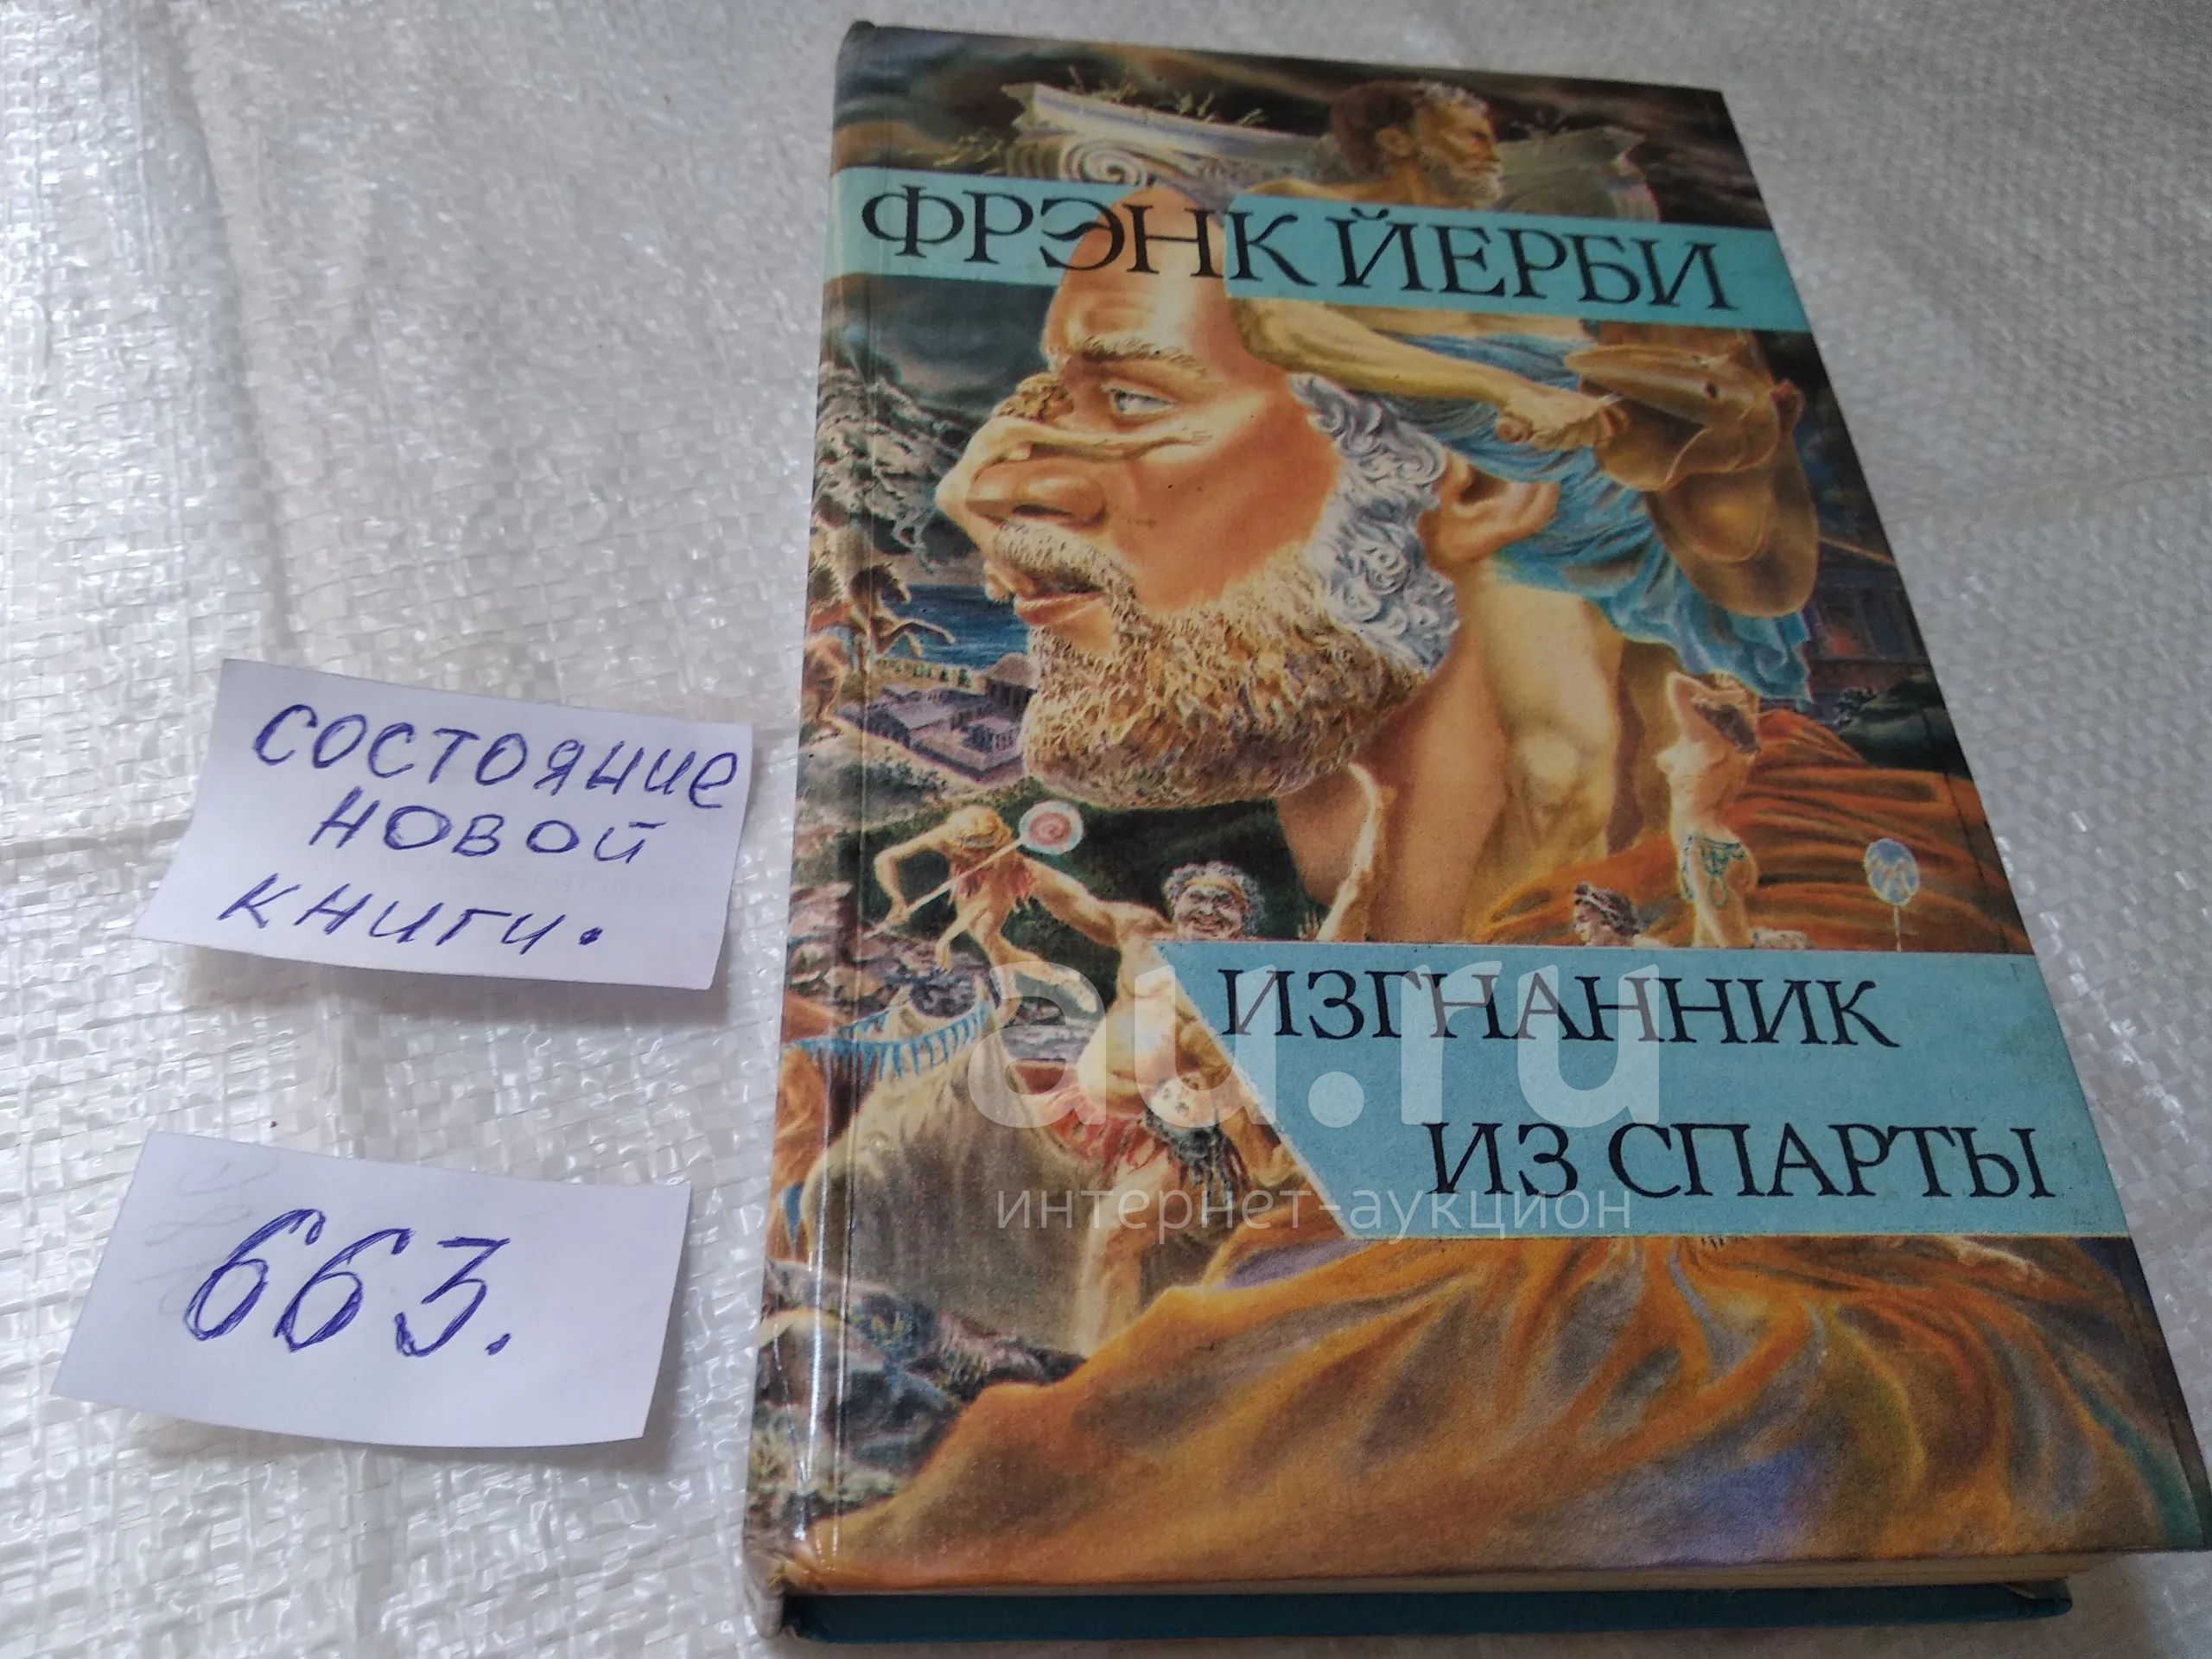 ФРЭНК ЙЕРБИ
СОСТОЯНИЕ
НОВОЙ
КНИГИ.
ИЗГНАННИК
ИЗ СПАРТЫ
au.ru
интернет-аукцион
663.